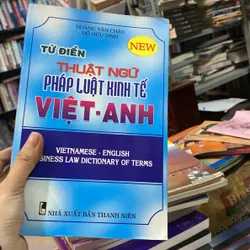 HOÀNG VĂN CHÂU
ĐỖ HỮU VINH
NEW
TỪ ĐIỂN
THUẬT NGỮ
PHÁP LUẬT KINH TẾ
VIỆT-ANH
VIETNAMESE - ENGLISH
BUSINESS LAW DICTIONARY OF TERMS
NHÀ XUẤT BẢN THANH NIÊN